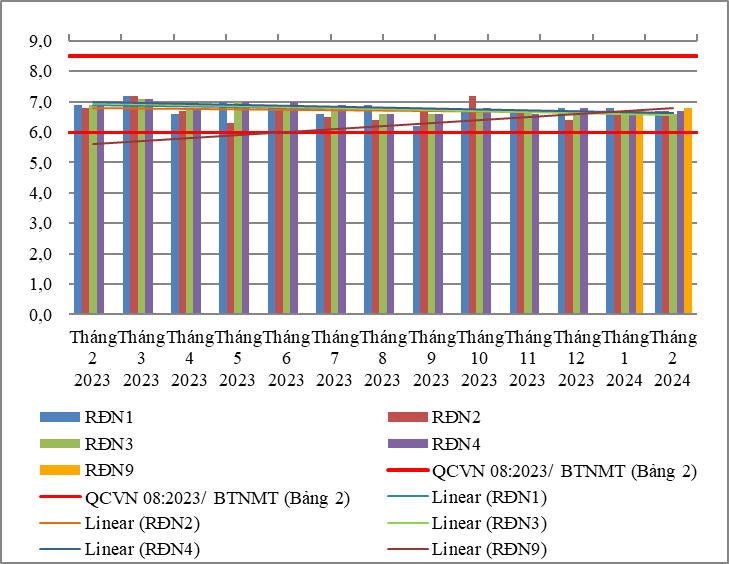 9,0
8,0
7,0
6,0
5,0
4,0
3,0
2,0
1,0
0,0
Tháng Tháng Tháng Tháng Tháng Tháng Tháng Tháng Tháng Tháng Tháng Tháng Tháng
2 3 4 5 6 7 8 9 10 11 12 1 2
2023 2023 2023 2023 2023 2023 2023 2023 2023 2023 2023 2024 2024
RĐN1 RĐN2
RĐN3 RĐN4
RĐN9 QCVN 08:2023/ BTNMT (Bảng 2)
QCVN 08:2023/ BTNMT (Bảng 2) Linear (RĐN1)
Linear (RĐN2) Linear (RĐN3)
Linear (RĐN4) Linear (RĐN9)